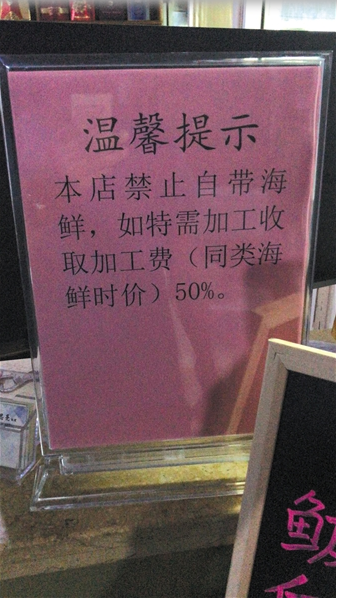 温馨提示
本店禁止自带海
鲜，如特需加工收
取加工费（同类海
鲜时价）50%。